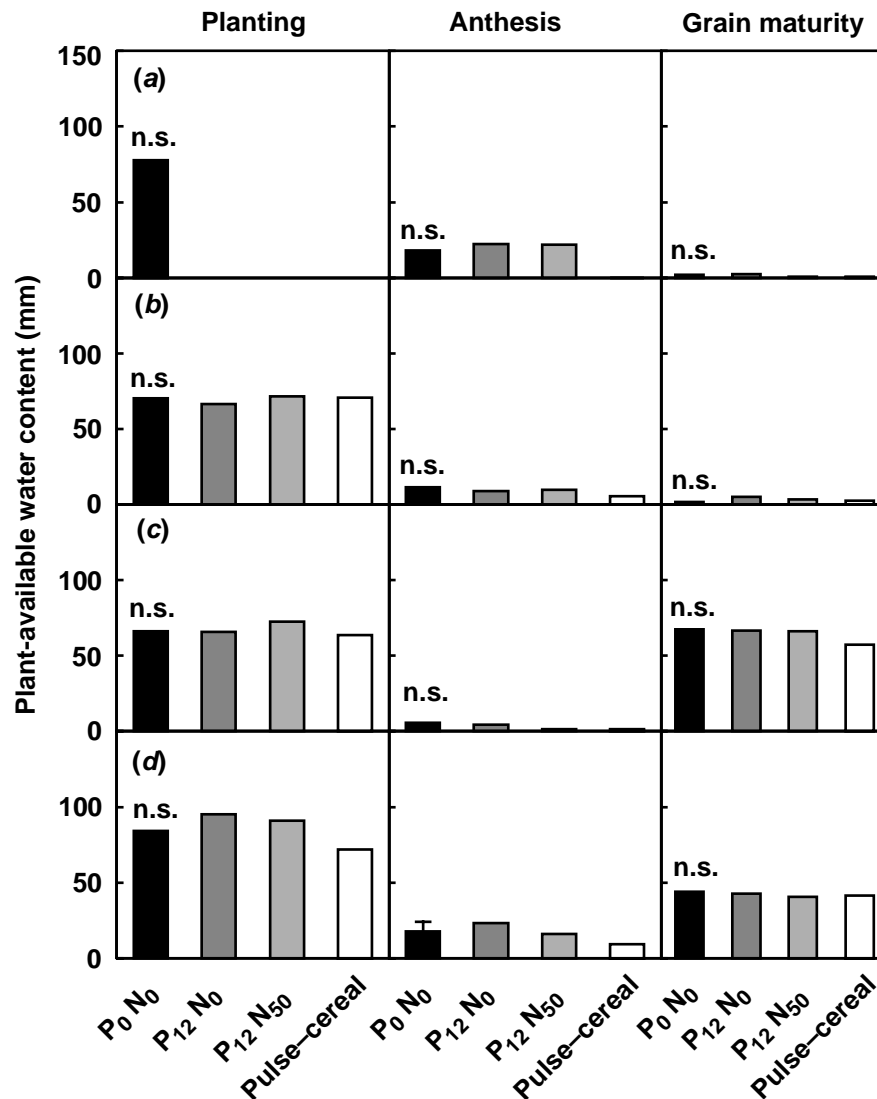 Planting Anthesis Grain maturity
Plant-available water content (mm)
150
(a)
n.s.
100
50
n.s.
n.s.
0
(b)
100
n.s.
50
n.s.
n.s.
0
(c)
100
n.s.
n.s.
50
n.s.
0
(d)
100
n.s.
n.s.
50
0
P₀ N₀ P₁₂ N₀ P₁₂ N₅₀ Pulse–cereal P₀ N₀ P₁₂ N₀ P₁₂ N₅₀ Pulse–cereal P₀ N₀ P₁₂ N₀ P₁₂ N₅₀ Pulse–cereal